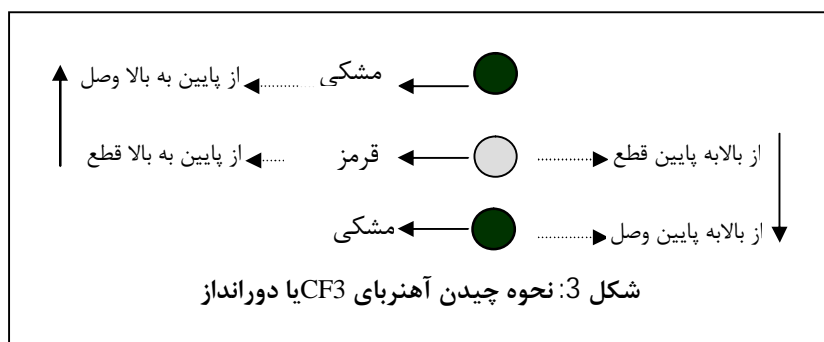 مشکی از پایین به بالا وصل
از بالابه پایین قطع قرمز از پایین به بالا قطع
از بالابه پایین وصل مشکی
شکل 3: نحوه چیدن آهنربای CF3یا دورانداز